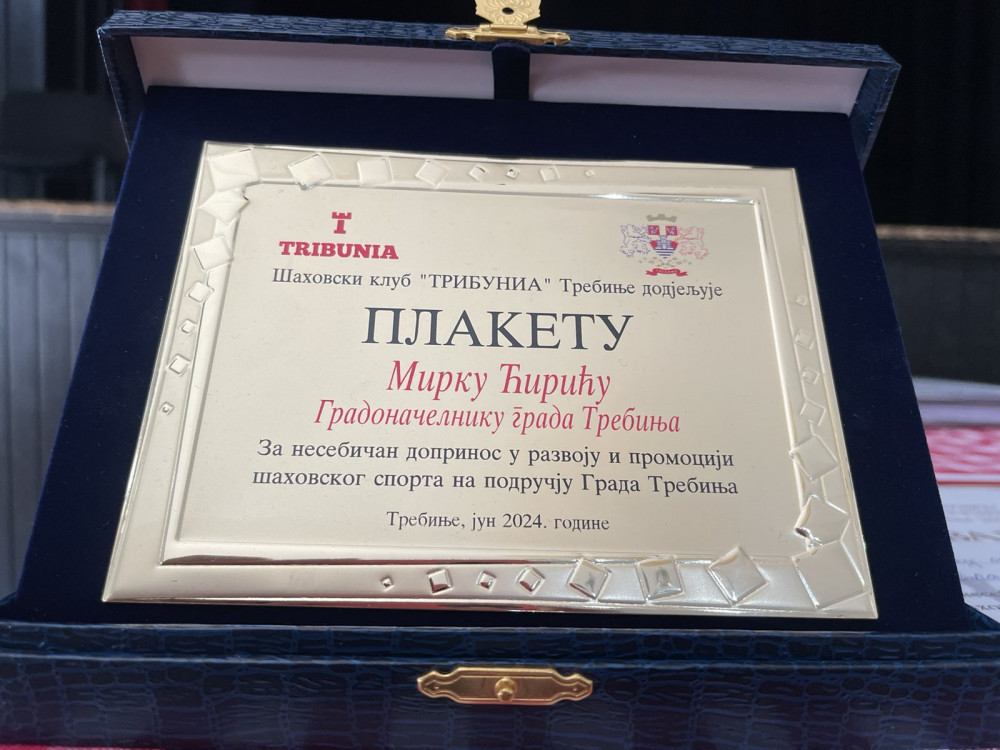 TRIBUNIA
Шаховски клуб "ТРИБУНИА" Требиње додјељује
ПЛАКЕТУ
Мирку Ћирићу
Градоначелнику града Требиња
За несебичан допринос у развоју и промоцији
шаховског спорта на подручју Града Требиња
Требиње, јун 2024. године